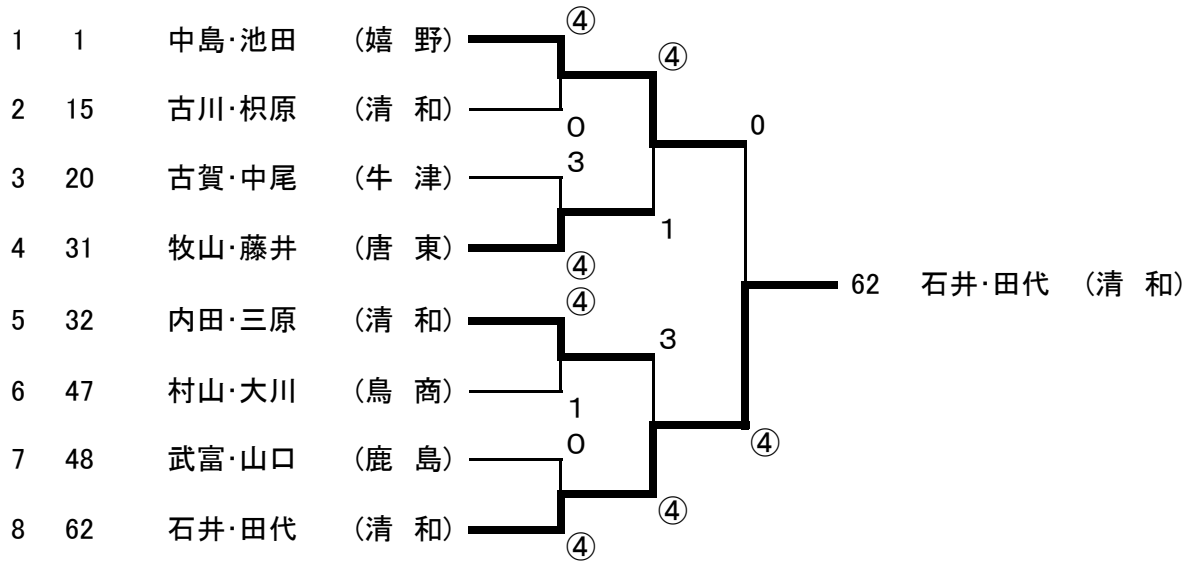 ④
1 1 中島・池田 (嬉 野)
④
2 15 古川・枳原 (清 和)
0
0
3
3 20 古賀・中尾 (牛 津)
1
4 31 牧山・藤井 (唐 東)
④
62 石井・田代 (清 和)
④
5 32 内田・三原 (清 和)
3
6 47 村山・大川 (鳥 商)
1
0
④
7 48 武富・山口 (鹿 島)
④
8 62 石井・田代 (清 和)
④